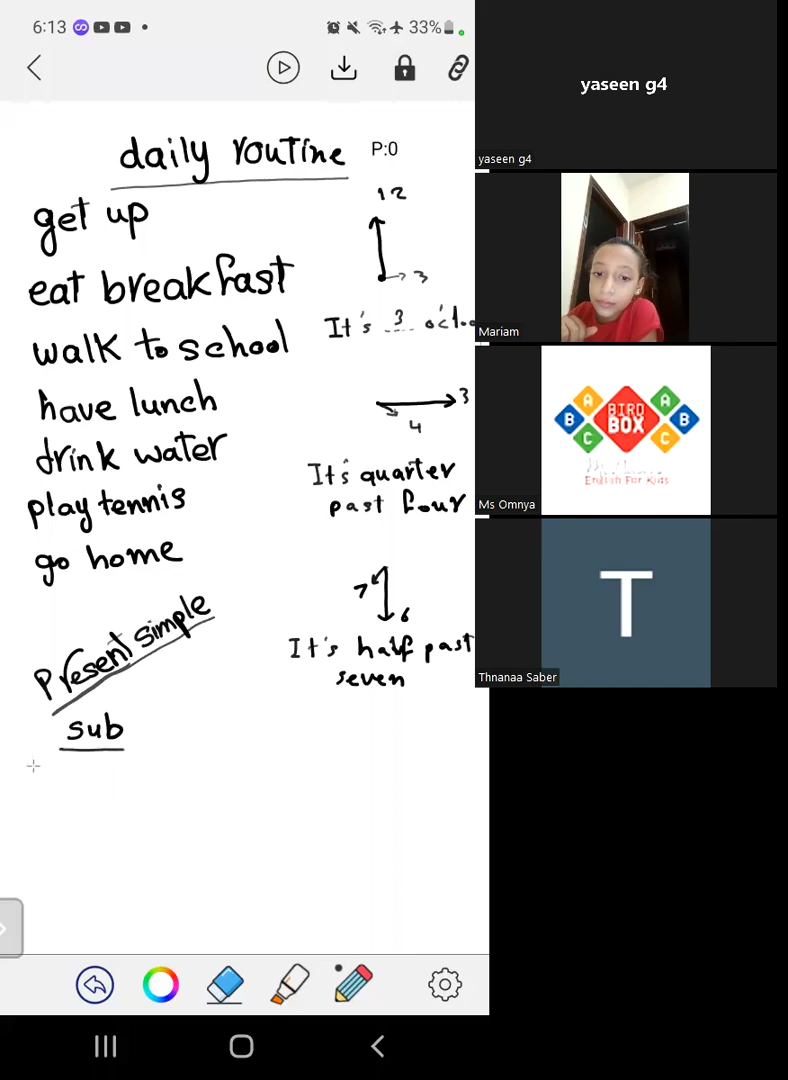 6:13
33%
daily routine
P:0
get up
eat breakfast
walk to school
have lunch
drink water
play tennis
go home
Present simple
sub
12
3
It's 3 o'cloc
3
4
It's quarter
past four
7
6
It's half past
seven
yaseen g4
yaseen g4
Mariam
A A
B BIRD B
BOX
C C
English For Kids
Ms Omnya
T
Thnanaa Saber